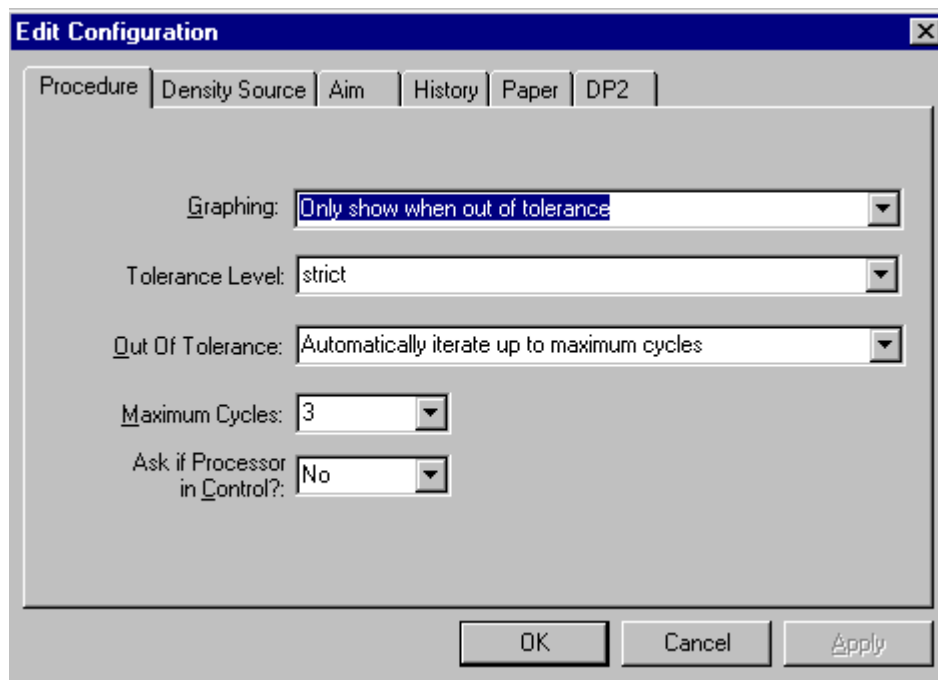 Edit Configuration
Procedure Density Source Aim History Paper DP2
Graphing: Only show when out of tolerance
Tolerance Level: strict
Out Of Tolerance: Automatically iterate up to maximum cycles
Maximum Cycles: 3
Ask if Processor
in Control?: No
OK Cancel Apply